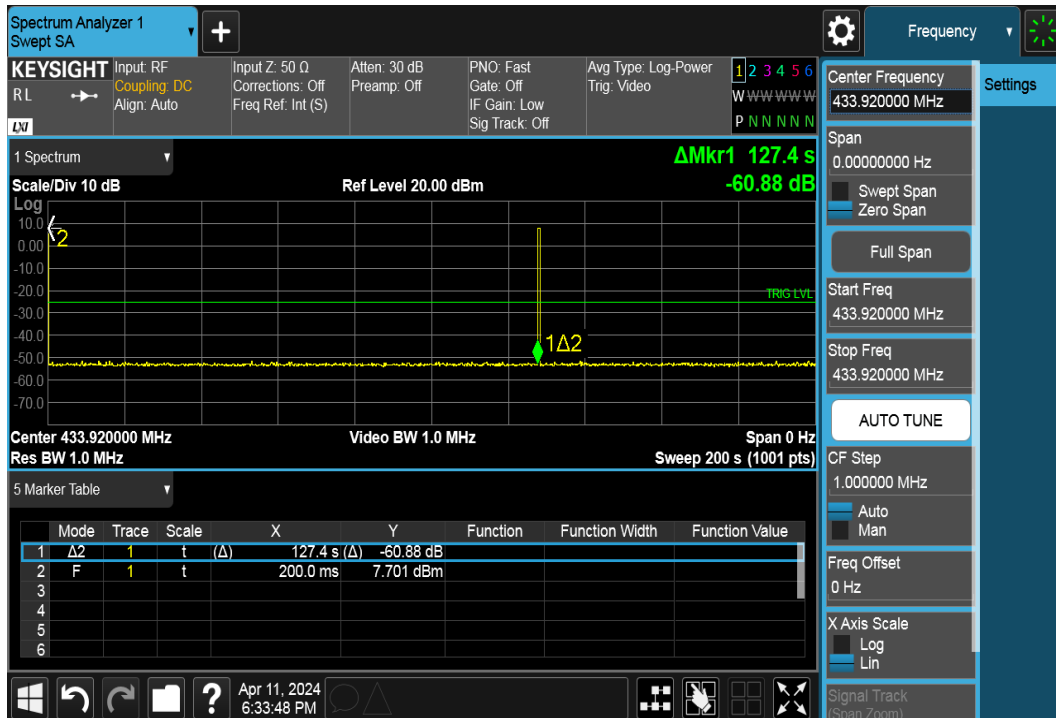 Spectrum Analyzer 1
Swept SA
+
Frequency
KEYSIGHT
RL
LXI
Input: RF
Coupling: DC
Align: Auto
Input Z: 50 Ω
Corrections: Off
Freq Ref: Int (S)
Atten: 30 dB
Preamp: Off
PNO: Fast
Gate: Off
IF Gain: Low
Sig Track: Off
Avg Type: Log-Power
Trig: Video
1 2 3 4 5 6
W W W W W W
P N N N N N
1 Spectrum
ΔMkr1 127.4 s
-60.88 dB
Scale/Div 10 dB
Ref Level 20.00 dBm
Log
10.0
0.00
-10.0
-20.0
-30.0
-40.0
-50.0
-60.0
-70.0
2
TRIG LVL
1Δ2
Center 433.920000 MHz
Video BW 1.0 MHz
Span 0 Hz
Res BW 1.0 MHz
Sweep 200 s (1001 pts)
5 Marker Table
Mode Trace Scale X Y Function Function Width Function Value
1 Δ2 1 t (Δ) 127.4 s (Δ) -60.88 dB
2 F 1 t 200.0 ms 7.701 dBm
3
4
5
6
?
Apr 11, 2024
6:33:48 PM
Center Frequency
433.920000 MHz
Span
0.00000000 Hz
Swept Span
Zero Span
Full Span
Start Freq
433.920000 MHz
Stop Freq
433.920000 MHz
AUTO TUNE
CF Step
1.000000 MHz
Auto
Man
Freq Offset
0 Hz
X Axis Scale
Log
Lin
Signal Track
(Span Zoom)
Settings